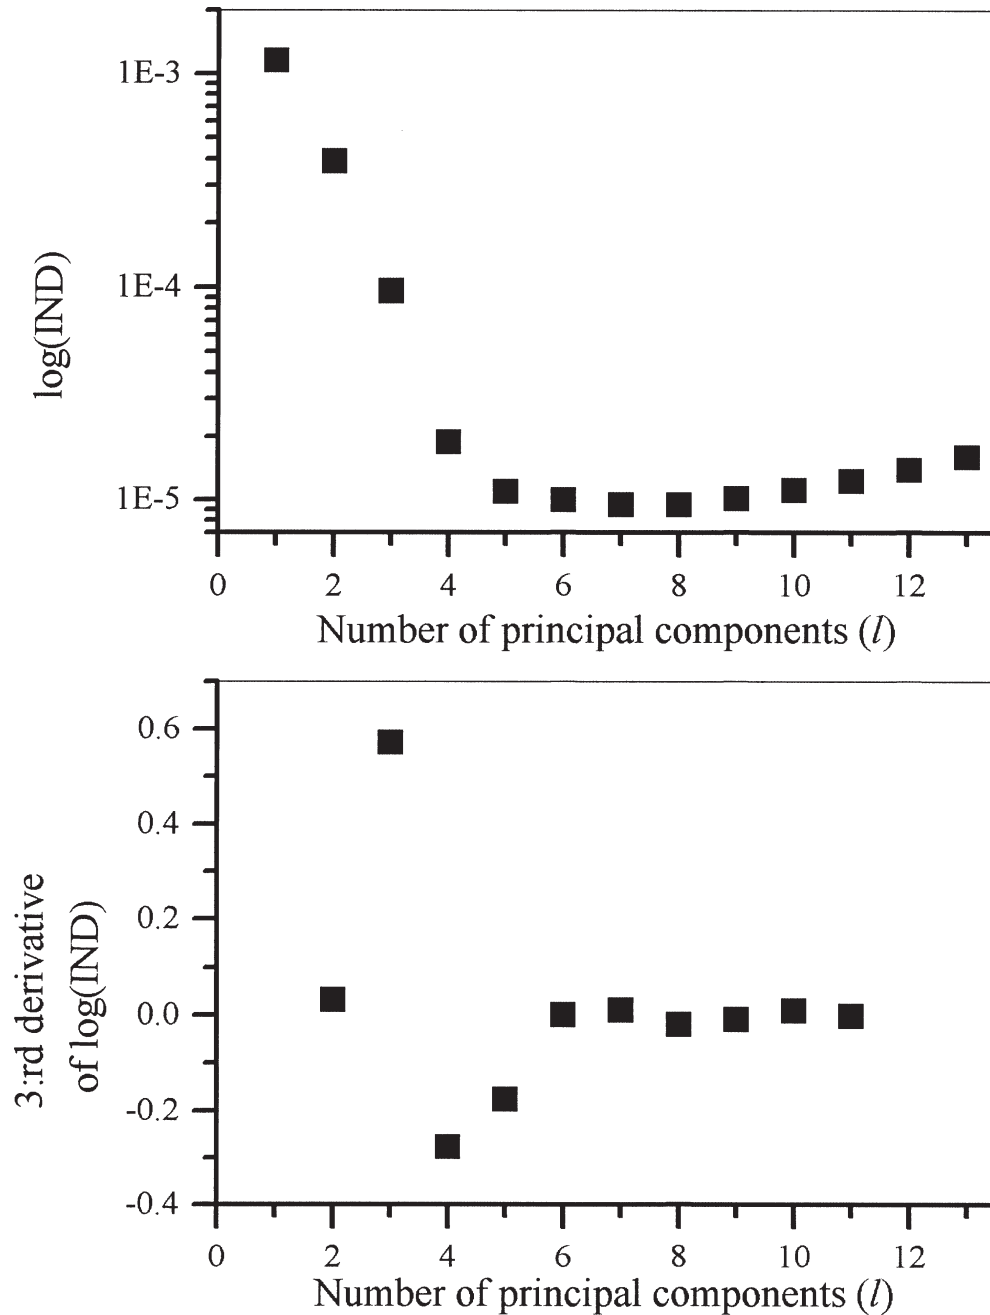 1E-3
1E-4
1E-5
log(IND)
0 2 4 6 8 10 12
Number of principal components (l)
0.6
0.4
0.2
0.0
-0.2
-0.4
3:rd derivative
of log(IND)
0 2 4 6 8 10 12
Number of principal components (l)